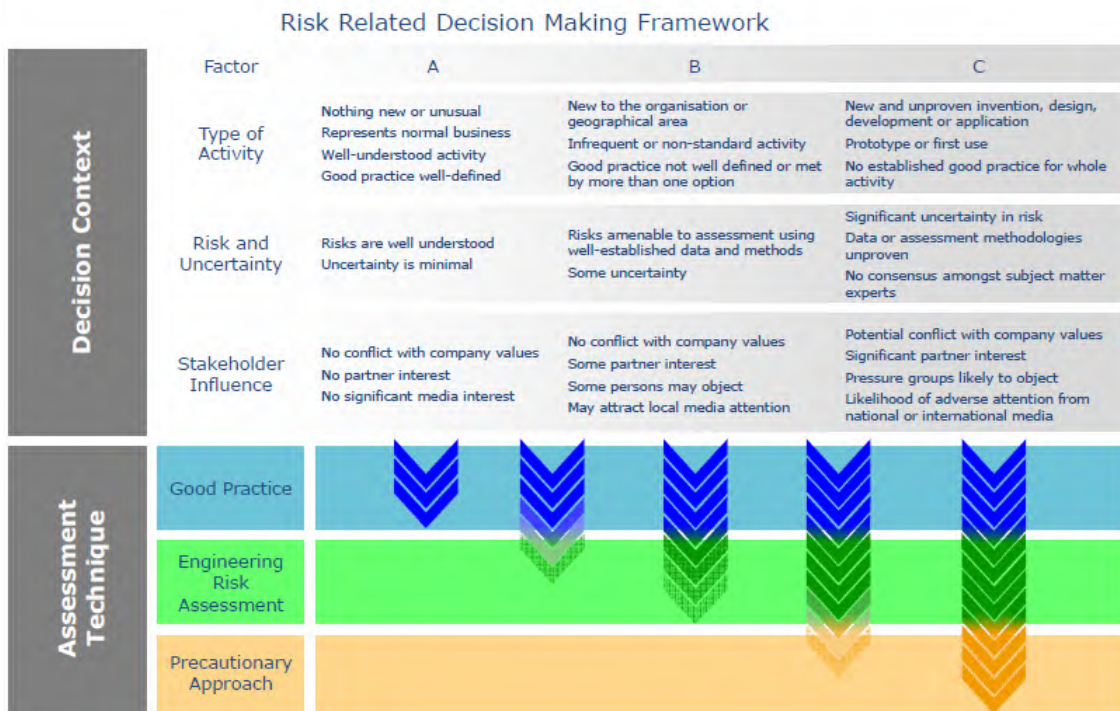 Risk Related Decision Making Framework
Decision Context
Factor
A
B
C
Type of
Activity
Nothing new or unusual
Represents normal business
Well-understood activity
Good practice well-defined
New to the organisation or
geographical area
Infrequent or non-standard activity
Good practice not well defined or met
by more than one option
New and unproven invention, design,
development or application
Prototype or first use
No established good practice for whole
activity
Risk and
Uncertainty
Risks are well understood
Uncertainty is minimal
Risks amenable to assessment using
well-established data and methods
Some uncertainty
Significant uncertainty in risk
Data or assessment methodologies
unproven
No consensus amongst subject matter
experts
Stakeholder
Influence
No conflict with company values
No partner interest
No significant media interest
No conflict with company values
Some partner interest
Some persons may object
May attract local media attention
Potential conflict with company values
Significant partner interest
Pressure groups likely to object
Likelihood of adverse attention from
national or international media
Assessment
Technique
Good Practice
Engineering
Risk
Assessment
Precautionary
Approach